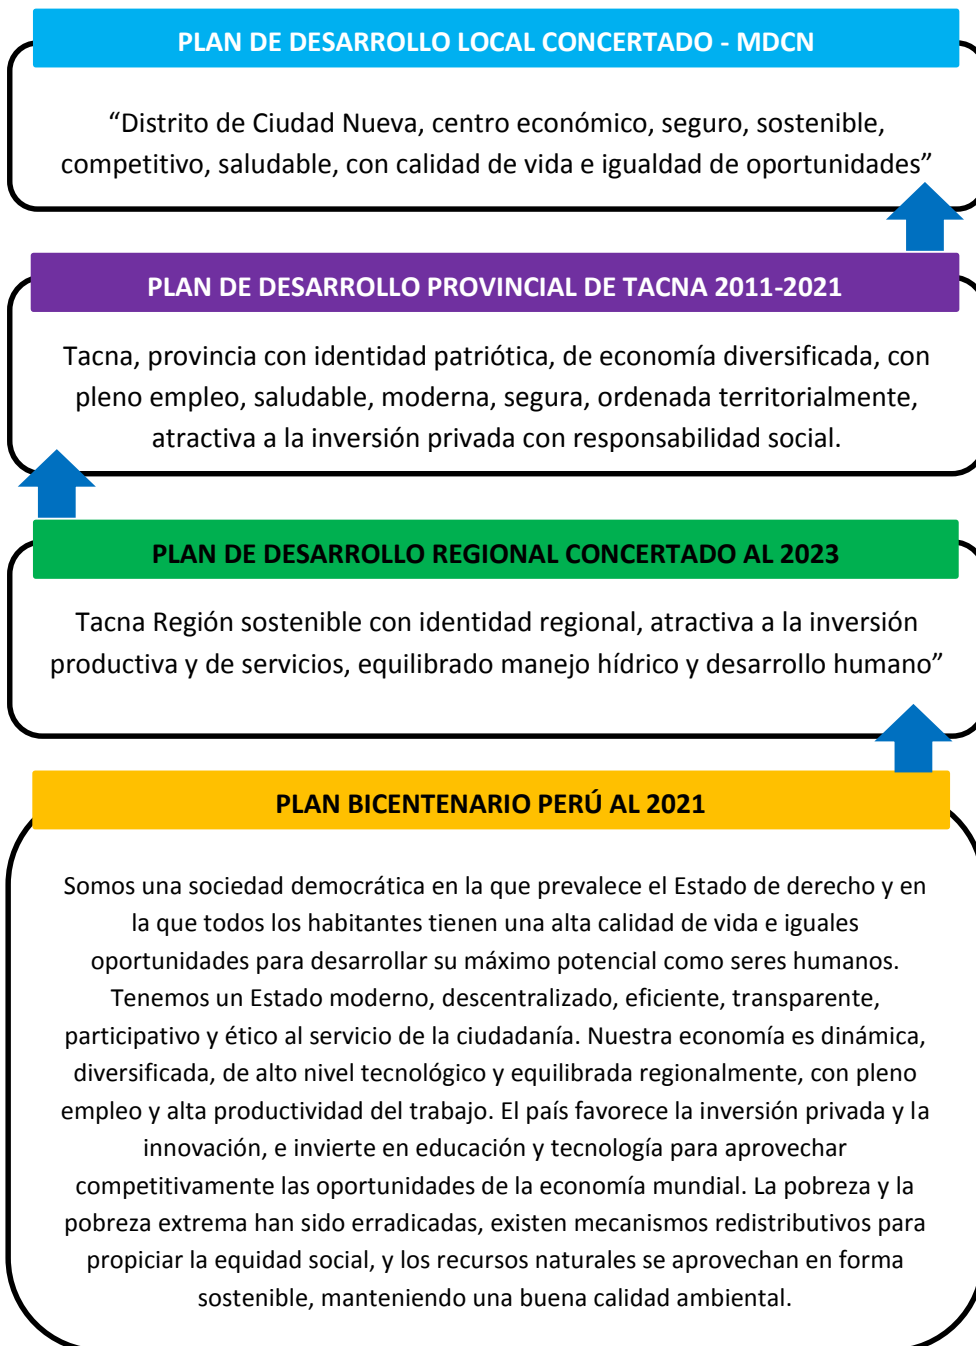 PLAN DE DESARROLLO LOCAL CONCERTADO - MDCN
“Distrito de Ciudad Nueva, centro económico, seguro, sostenible,
competitivo, saludable, con calidad de vida e igualdad de oportunidades”
PLAN DE DESARROLLO PROVINCIAL DE TACNA 2011-2021
Tacna, provincia con identidad patriótica, de economía diversificada, con
pleno empleo, saludable, moderna, segura, ordenada territorialmente,
atractiva a la inversión privada con responsabilidad social.
PLAN DE DESARROLLO REGIONAL CONCERTADO AL 2023
Tacna Región sostenible con identidad regional, atractiva a la inversión
productiva y de servicios, equilibrado manejo hídrico y desarrollo humano”
PLAN BICENTENARIO PERÚ AL 2021
Somos una sociedad democrática en la que prevalece el Estado de derecho y en
la que todos los habitantes tienen una alta calidad de vida e iguales
oportunidades para desarrollar su máximo potencial como seres humanos.
Tenemos un Estado moderno, descentralizado, eficiente, transparente,
participativo y ético al servicio de la ciudadanía. Nuestra economía es dinámica,
diversificada, de alto nivel tecnológico y equilibrada regionalmente, con pleno
empleo y alta productividad del trabajo. El país favorece la inversión privada y la
innovación, e invierte en educación y tecnología para aprovechar
competitivamente las oportunidades de la economía mundial. La pobreza y la
pobreza extrema han sido erradicadas, existen mecanismos redistributivos para
propiciar la equidad social, y los recursos naturales se aprovechan en forma
sostenible, manteniendo una buena calidad ambiental.